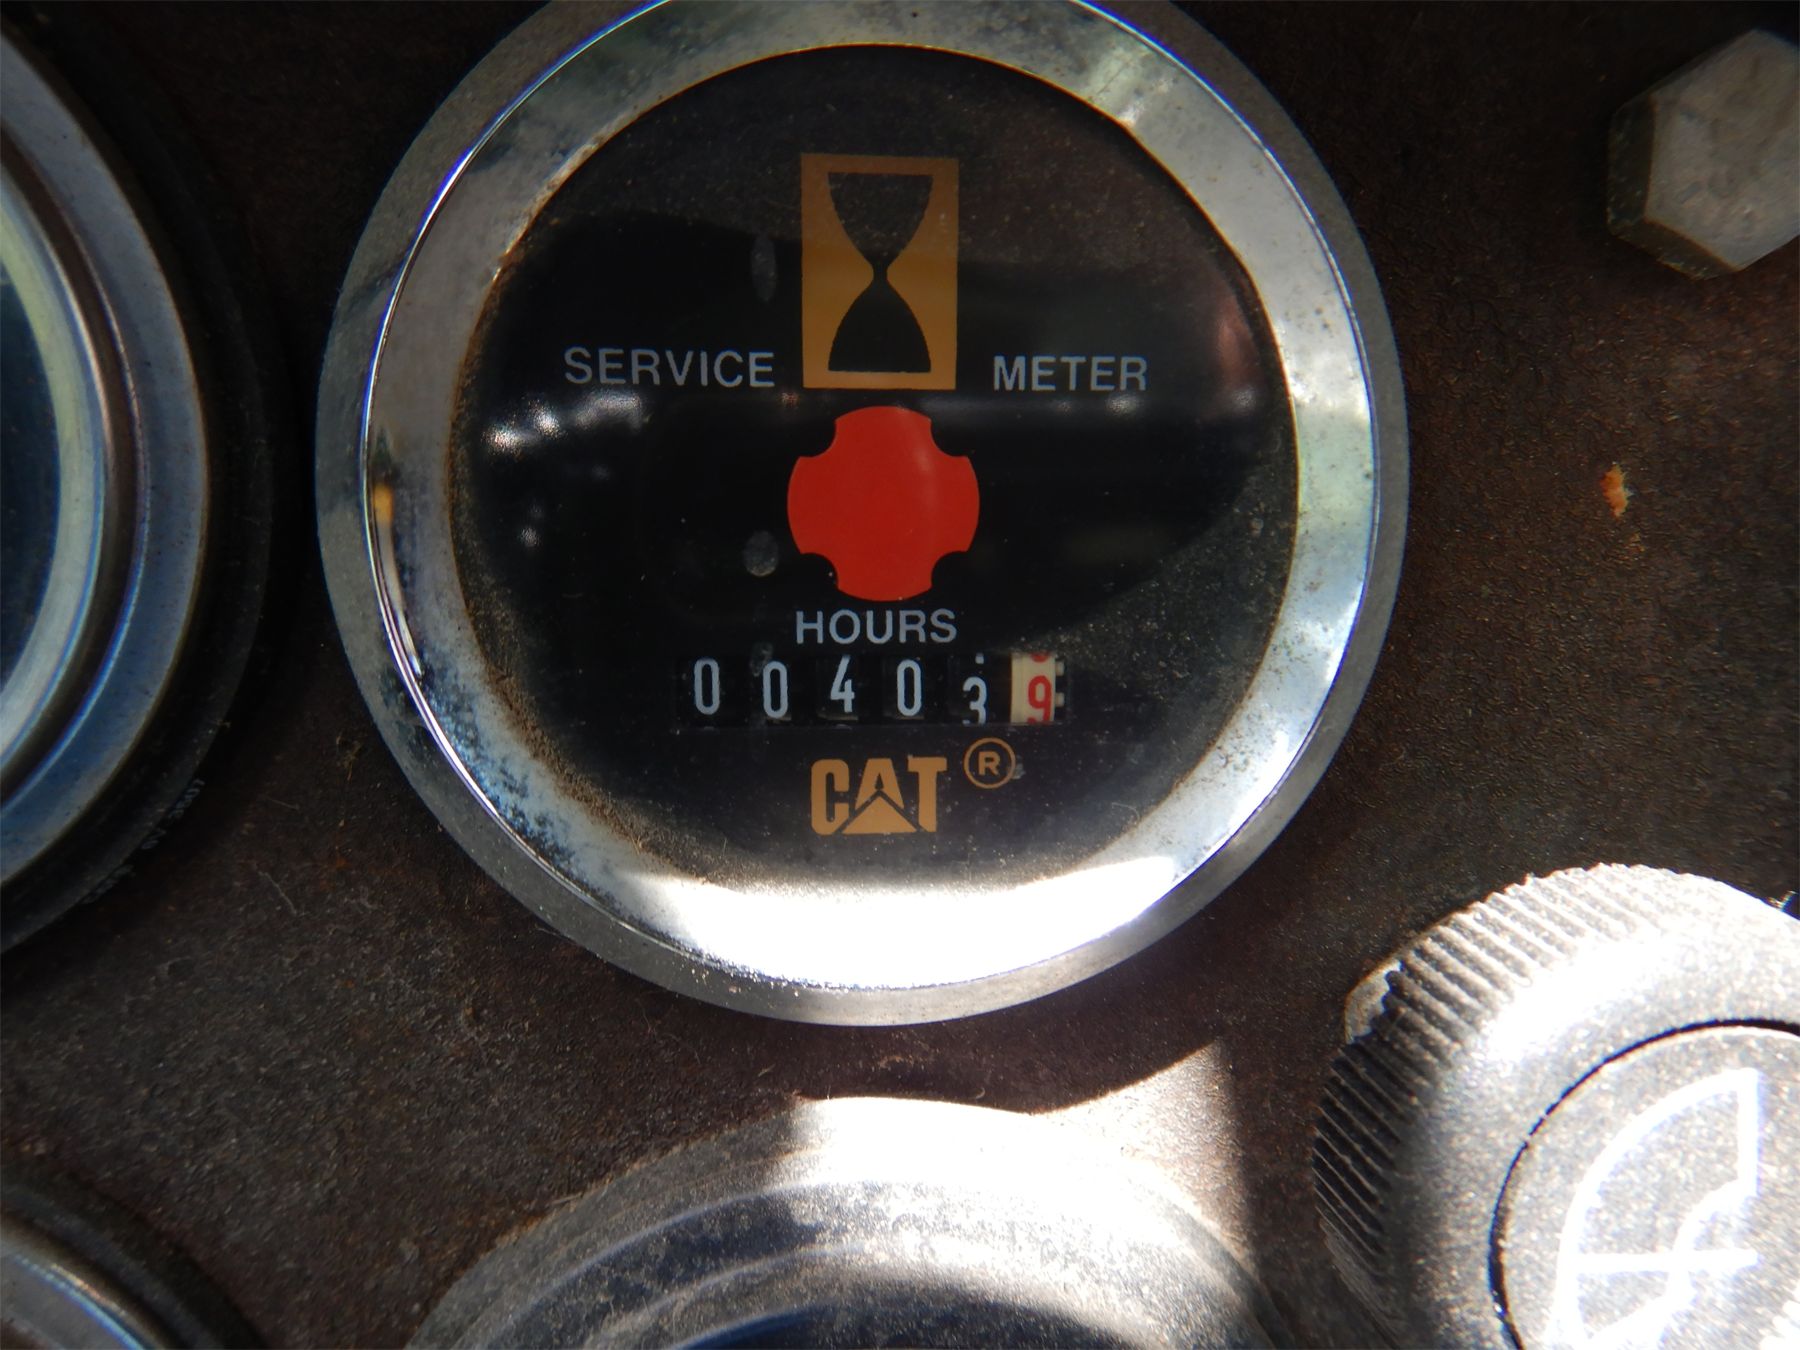 SERVICE METER
HOURS
004039
CAT ®